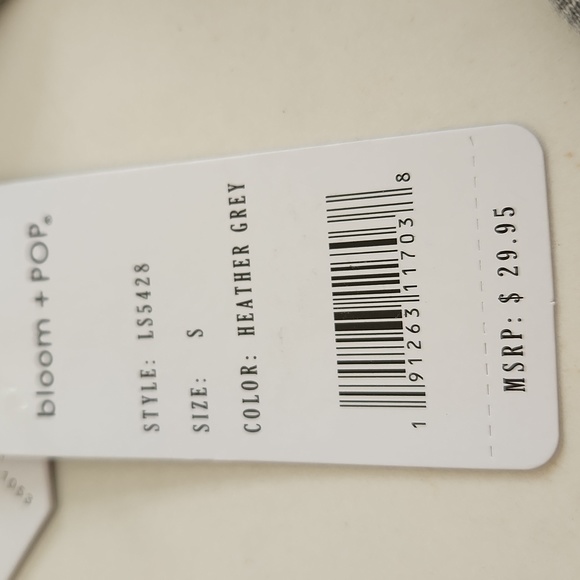 bloom + POP®
STYLE: LS5428
SIZE: S
COLOR: HEATHER GREY
1 91263 11703 8
MSRP: $ 29.95